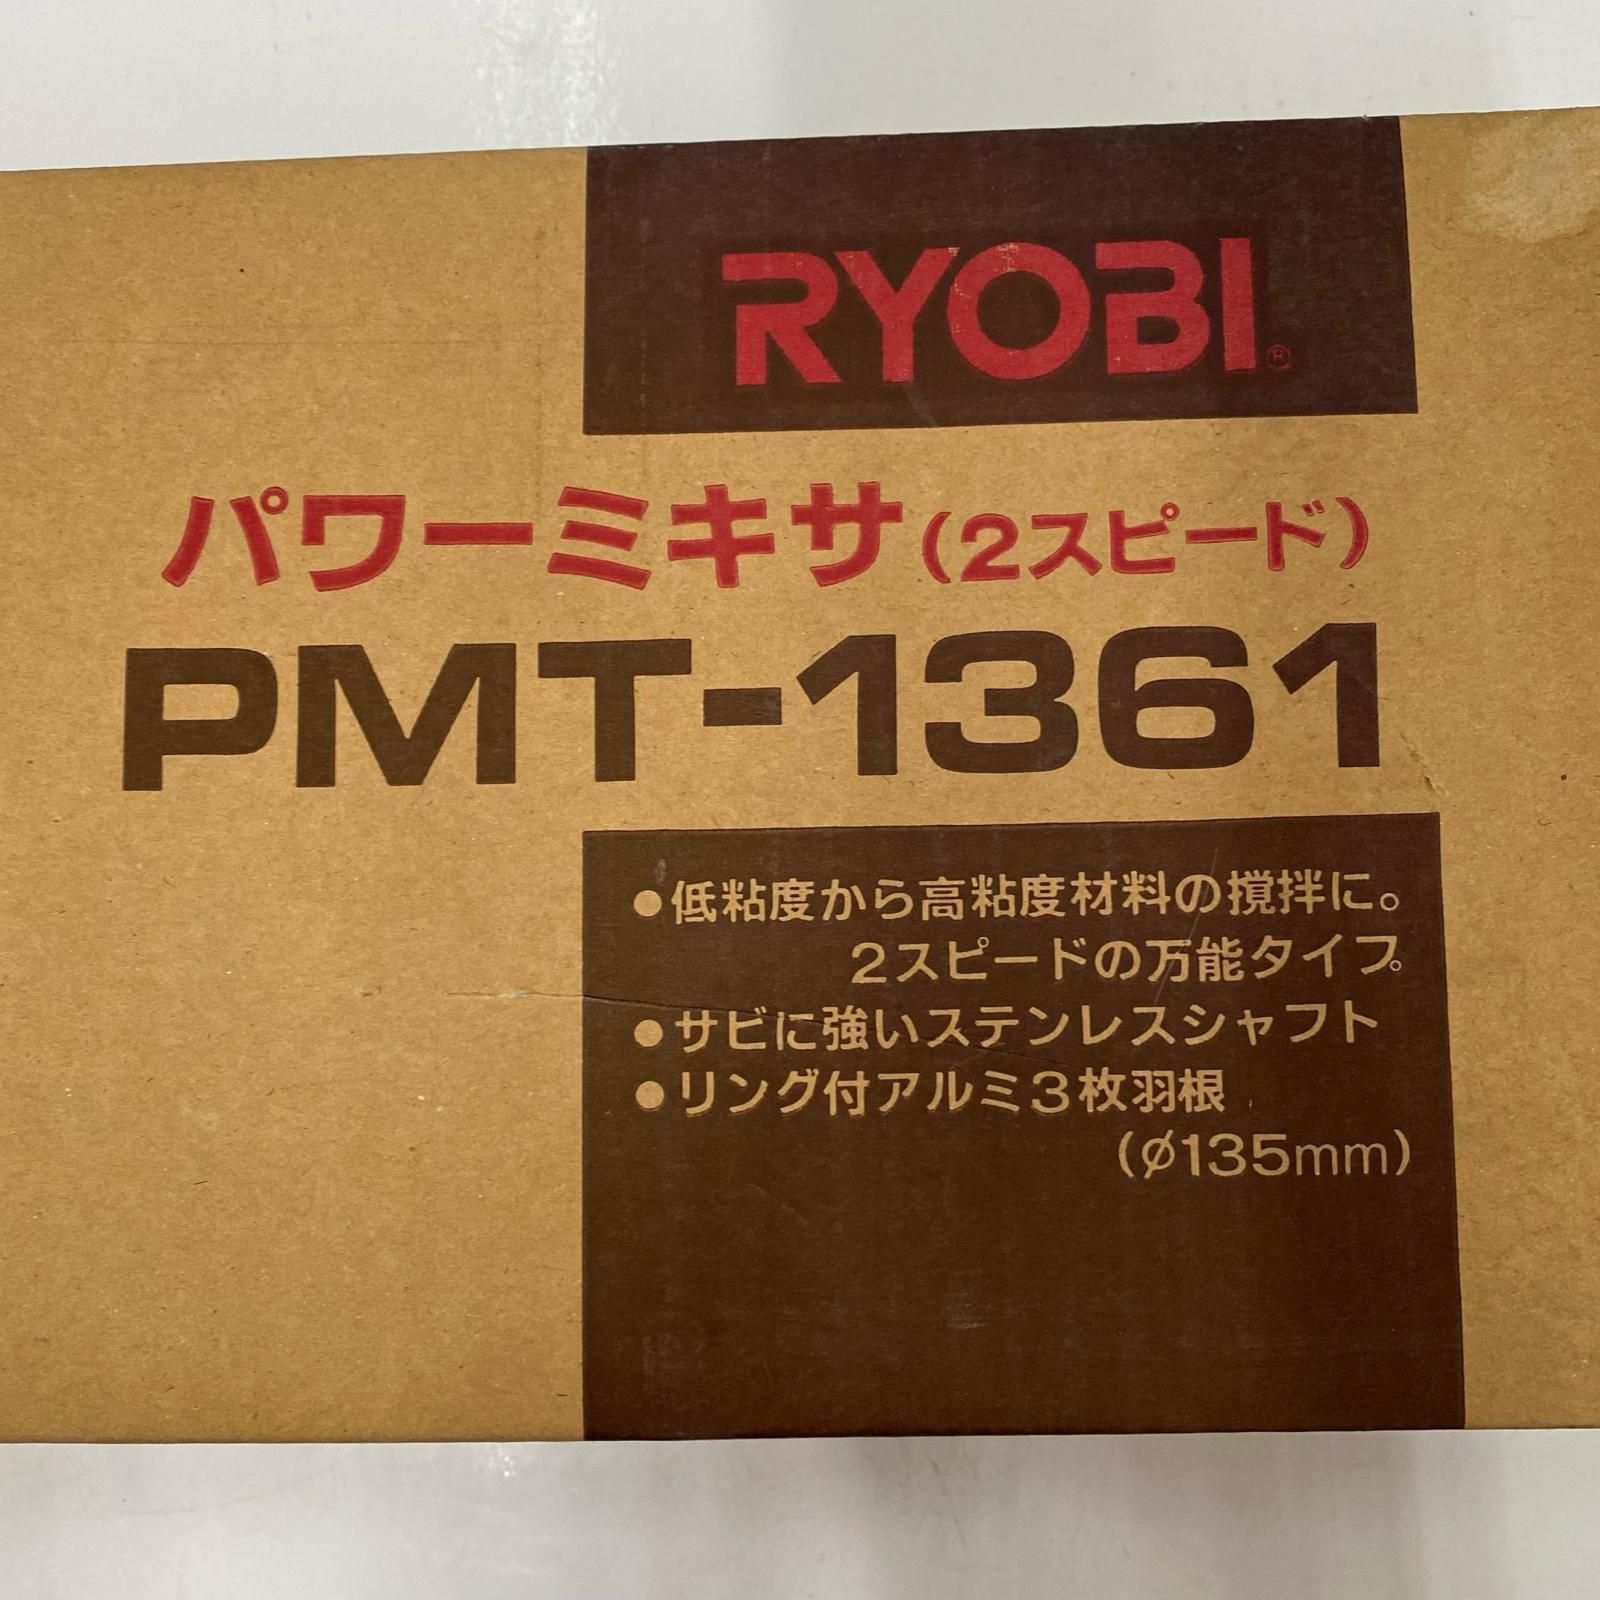 RYOBI®
パワーミキサ(2スピード)
PMT-1361
●低粘度から高粘度材料の撹拌に。
2スピードの万能タイプ。
●サビに強いステンレスシャフト
●リング付アルミ3枚羽根
(φ135mm)